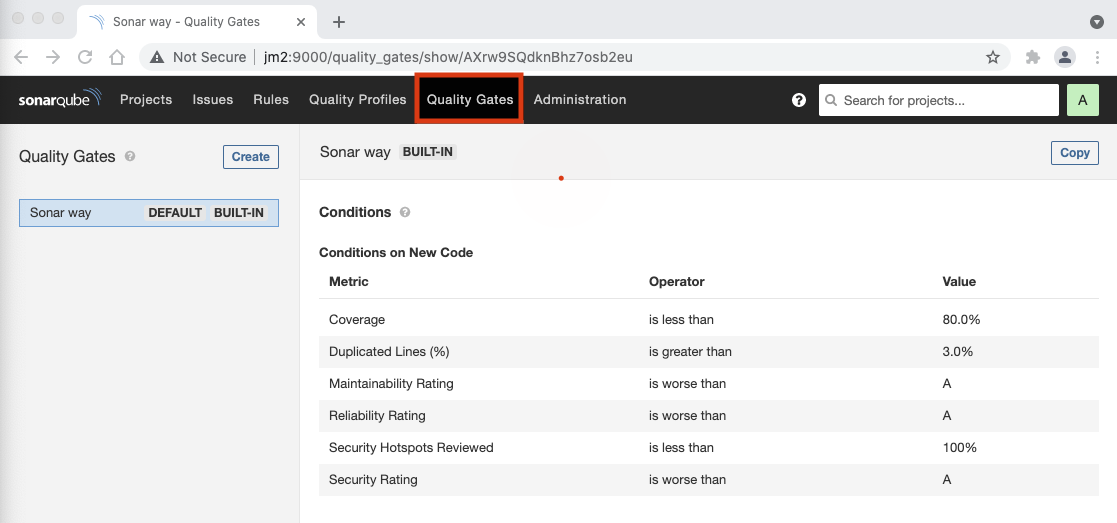 Sonar way - Quality Gates
Not Secure jm2:9000/quality_gates/show/AXrw9SQdknBhz7osb2eu
sonarqube Projects Issues Rules Quality Profiles Quality Gates Administration ? Search for projects... A
Quality Gates ? Create
Sonar way DEFAULT BUILT-IN
Sonar way BUILT-IN Copy
Conditions ?
Conditions on New Code
Metric Operator Value
Coverage is less than 80.0%
Duplicated Lines (%) is greater than 3.0%
Maintainability Rating is worse than A
Reliability Rating is worse than A
Security Hotspots Reviewed is less than 100%
Security Rating is worse than A